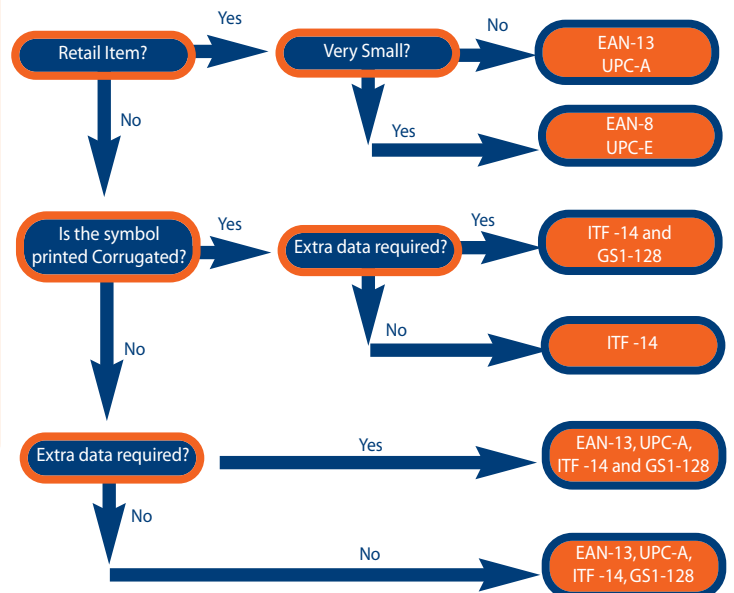 Retail Item?
Yes
Very Small?
No
EAN-13
UPC-A
No
Yes
EAN-8
UPC-E
Is the symbol
printed Corrugated?
Yes
Extra data required?
Yes
ITF -14 and
GS1-128
No
No
ITF -14
Extra data required?
Yes
EAN-13, UPC-A,
ITF -14 and GS1-128
No
No
EAN-13, UPC-A,
ITF -14, GS1-128